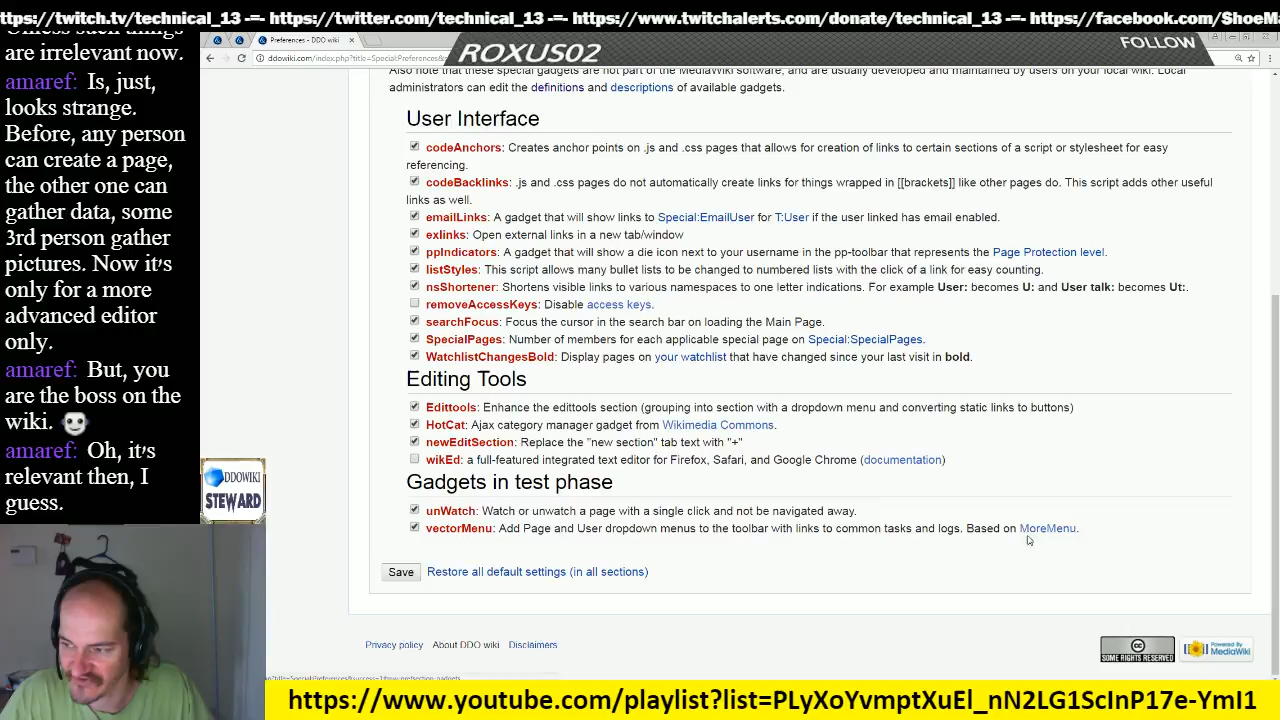 https://twitch.tv/technical_13 -=- https://twitter.com/technical_13 -=- https://www.twitchalerts.com/donate/technical_13 -=- https://facebook.com/ShoeM
are irrelevant now.
amaref: Is, just,
looks strange.
Before, any person
can create a page,
the other one can
gather data, some
3rd person gather
pictures. Now it's
only for a more
advanced editor
only.
amaref: But, you
are the boss on the
wiki.
amaref: Oh, it's
relevant then, I
guess.
DDOWIKI
STEWARD
Preferences - DDO wiki
ddowiki.com/index.php?title=Special:Preferences&
ROXUS02
FOLLOW
Also note that these special gadgets are not part of the MediaWiki software, and are usually developed and maintained by users on your local wiki. Local
administrators can edit the definitions and descriptions of available gadgets.
User Interface
codeAnchors: Creates anchor points on .js and .css pages that allows for creation of links to certain sections of a script or stylesheet for easy
referencing.
codeBacklinks: .js and .css pages do not automatically create links for things wrapped in [[brackets]] like other pages do. This script adds other useful
links as well.
emailLinks: A gadget that will show links to Special:EmailUser for T:User if the user linked has email enabled.
exlinks: Open external links in a new tab/window
ppIndicators: A gadget that will show a die icon next to your username in the pp-toolbar that represents the Page Protection level.
listStyles: This script allows many bullet lists to be changed to numbered lists with the click of a link for easy counting.
nsShortener: Shortens visible links to various namespaces to one letter indications. For example User: becomes U: and User talk: becomes Ut:.
removeAccessKeys: Disable access keys.
searchFocus: Focus the cursor in the search bar on loading the Main Page.
SpecialPages: Number of members for each applicable special page on Special:SpecialPages.
WatchlistChangesBold: Display pages on your watchlist that have changed since your last visit in bold.
Editing Tools
Edittools: Enhance the edittools section (grouping into section with a dropdown menu and converting static links to buttons)
HotCat: Ajax category manager gadget from Wikimedia Commons.
newEditSection: Replace the "new section" tab text with "+"
wikEd: a full-featured integrated text editor for Firefox, Safari, and Google Chrome (documentation)
Gadgets in test phase
unWatch: Watch or unwatch a page with a single click and not be navigated away.
vectorMenu: Add Page and User dropdown menus to the toolbar with links to common tasks and logs. Based on MoreMenu.
Save
Restore all default settings (in all sections)
Privacy policy
About DDO wiki
Disclaimers
SOME RIGHTS RESERVED
Powered By
MediaWiki
https://www.youtube.com/playlist?list=PLyXoYvmptXuEl_nN2LG1ScInP17e-YmI1